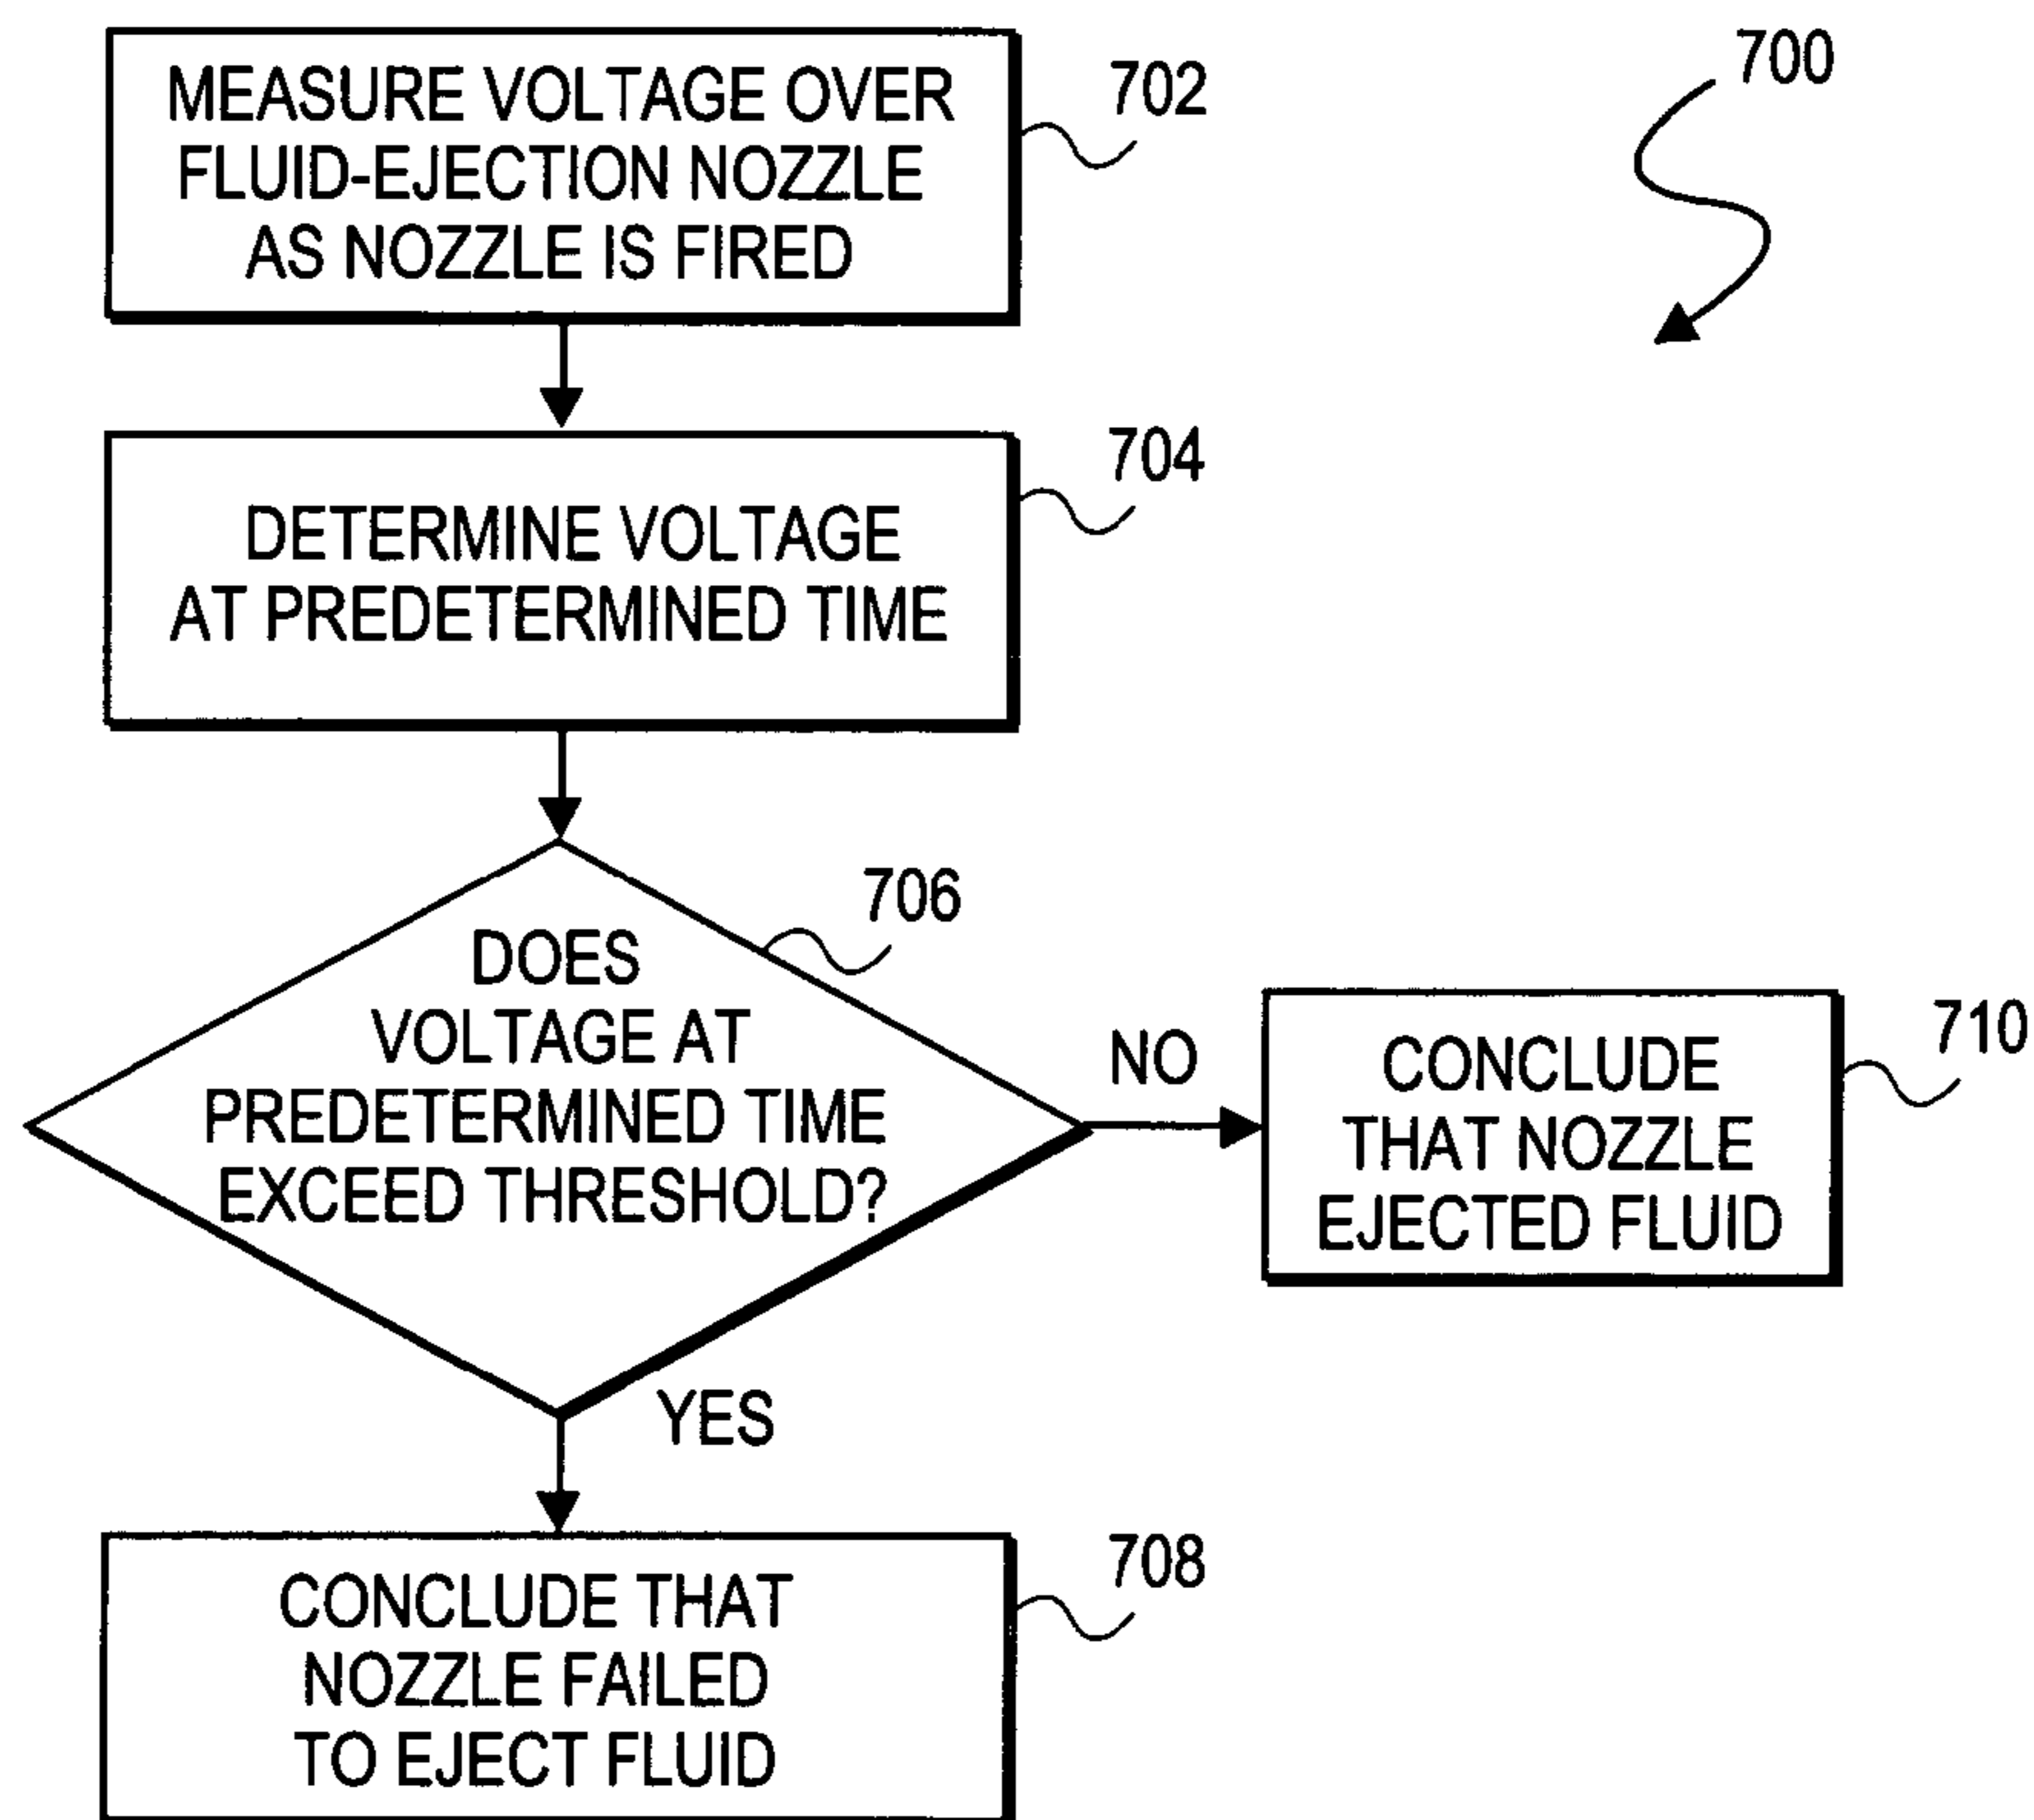 MEASURE VOLTAGE OVER
FLUID-EJECTION NOZZLE
AS NOZZLE IS FIRED
702
700
DETERMINE VOLTAGE
AT PREDETERMINED TIME
704
DOES
VOLTAGE AT
PREDETERMINED TIME
EXCEED THRESHOLD?
706
NO
CONCLUDE
THAT NOZZLE
EJECTED FLUID
710
YES
CONCLUDE THAT
NOZZLE FAILED
TO EJECT FLUID
708